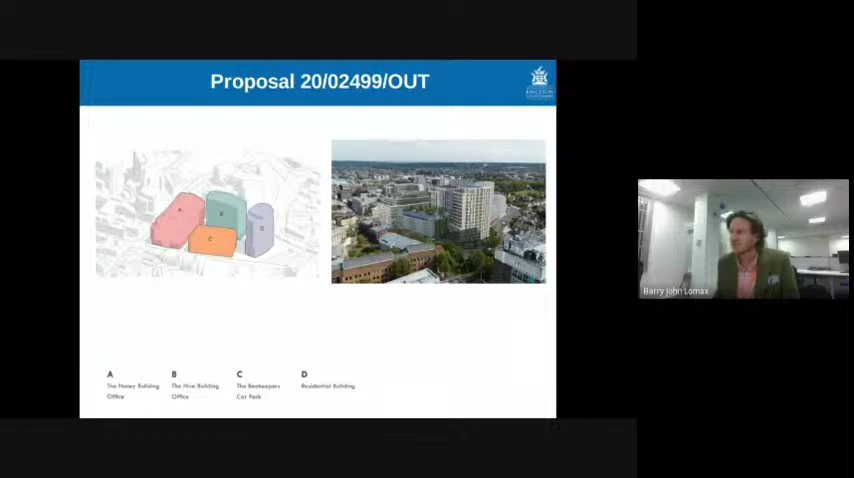 Proposal 20/02499/OUT
A
B
C
D
Barry John Lomax
A
B
C
D
The Honey Building
The Hive Building
The Beekeepers
Residential Building
Office
Office
Car Park